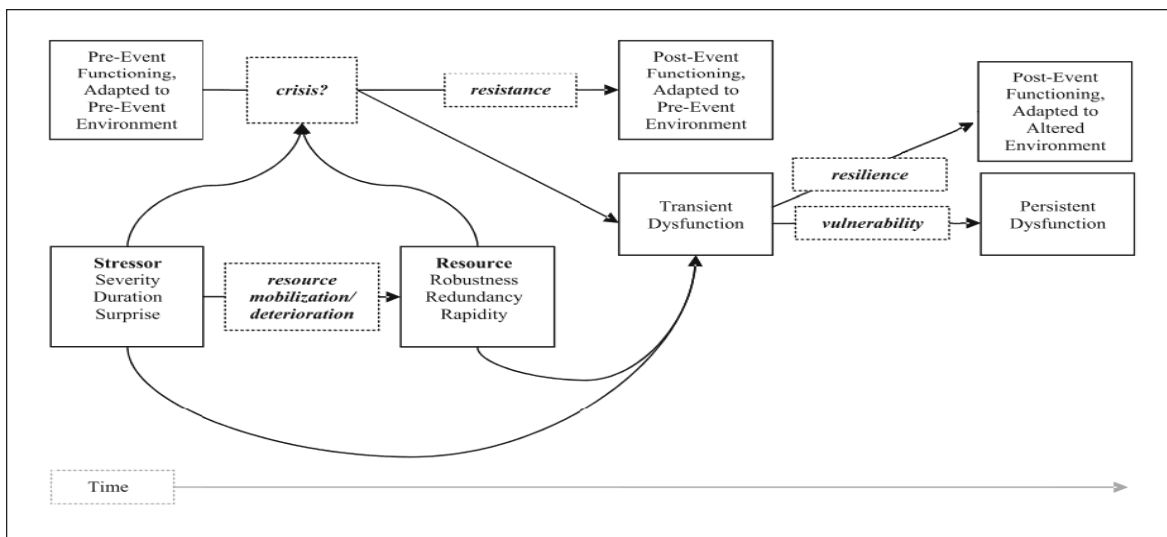 Pre-Event
Functioning,
Adapted to
Pre-Event
Environment
crisis?
resistance
Post-Event
Functioning,
Adapted to
Pre-Event
Environment
Post-Event
Functioning,
Adapted to
Altered
Environment
resilience
Transient
Dysfunction
vulnerability
Persistent
Dysfunction
Stressor
Severity
Duration
Surprise
resource
mobilization/
deterioration
Resource
Robustness
Redundancy
Rapidity
Time